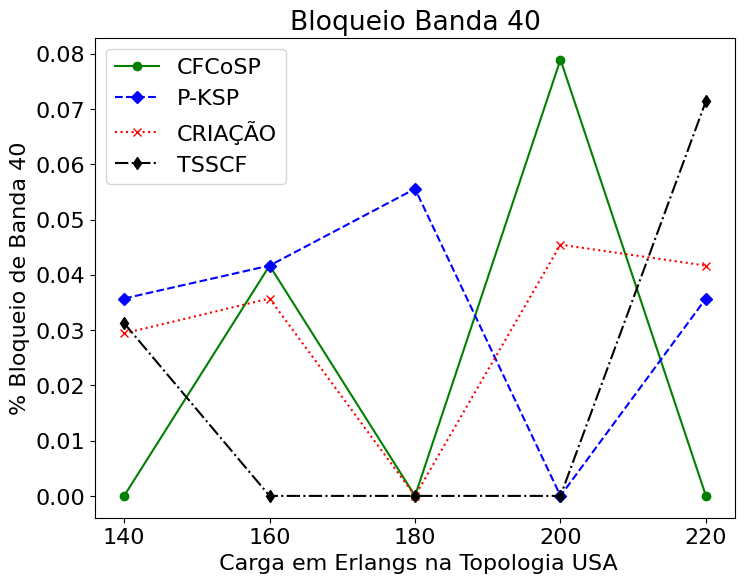 Bloqueio Banda 40
CFCoSP
P-KSP
CRIAÇÃO
TSSCF
% Bloqueio de Banda 40
0.08
0.07
0.06
0.05
0.04
0.03
0.02
0.01
0.00
140 160 180 200 220
Carga em Erlangs na Topologia USA